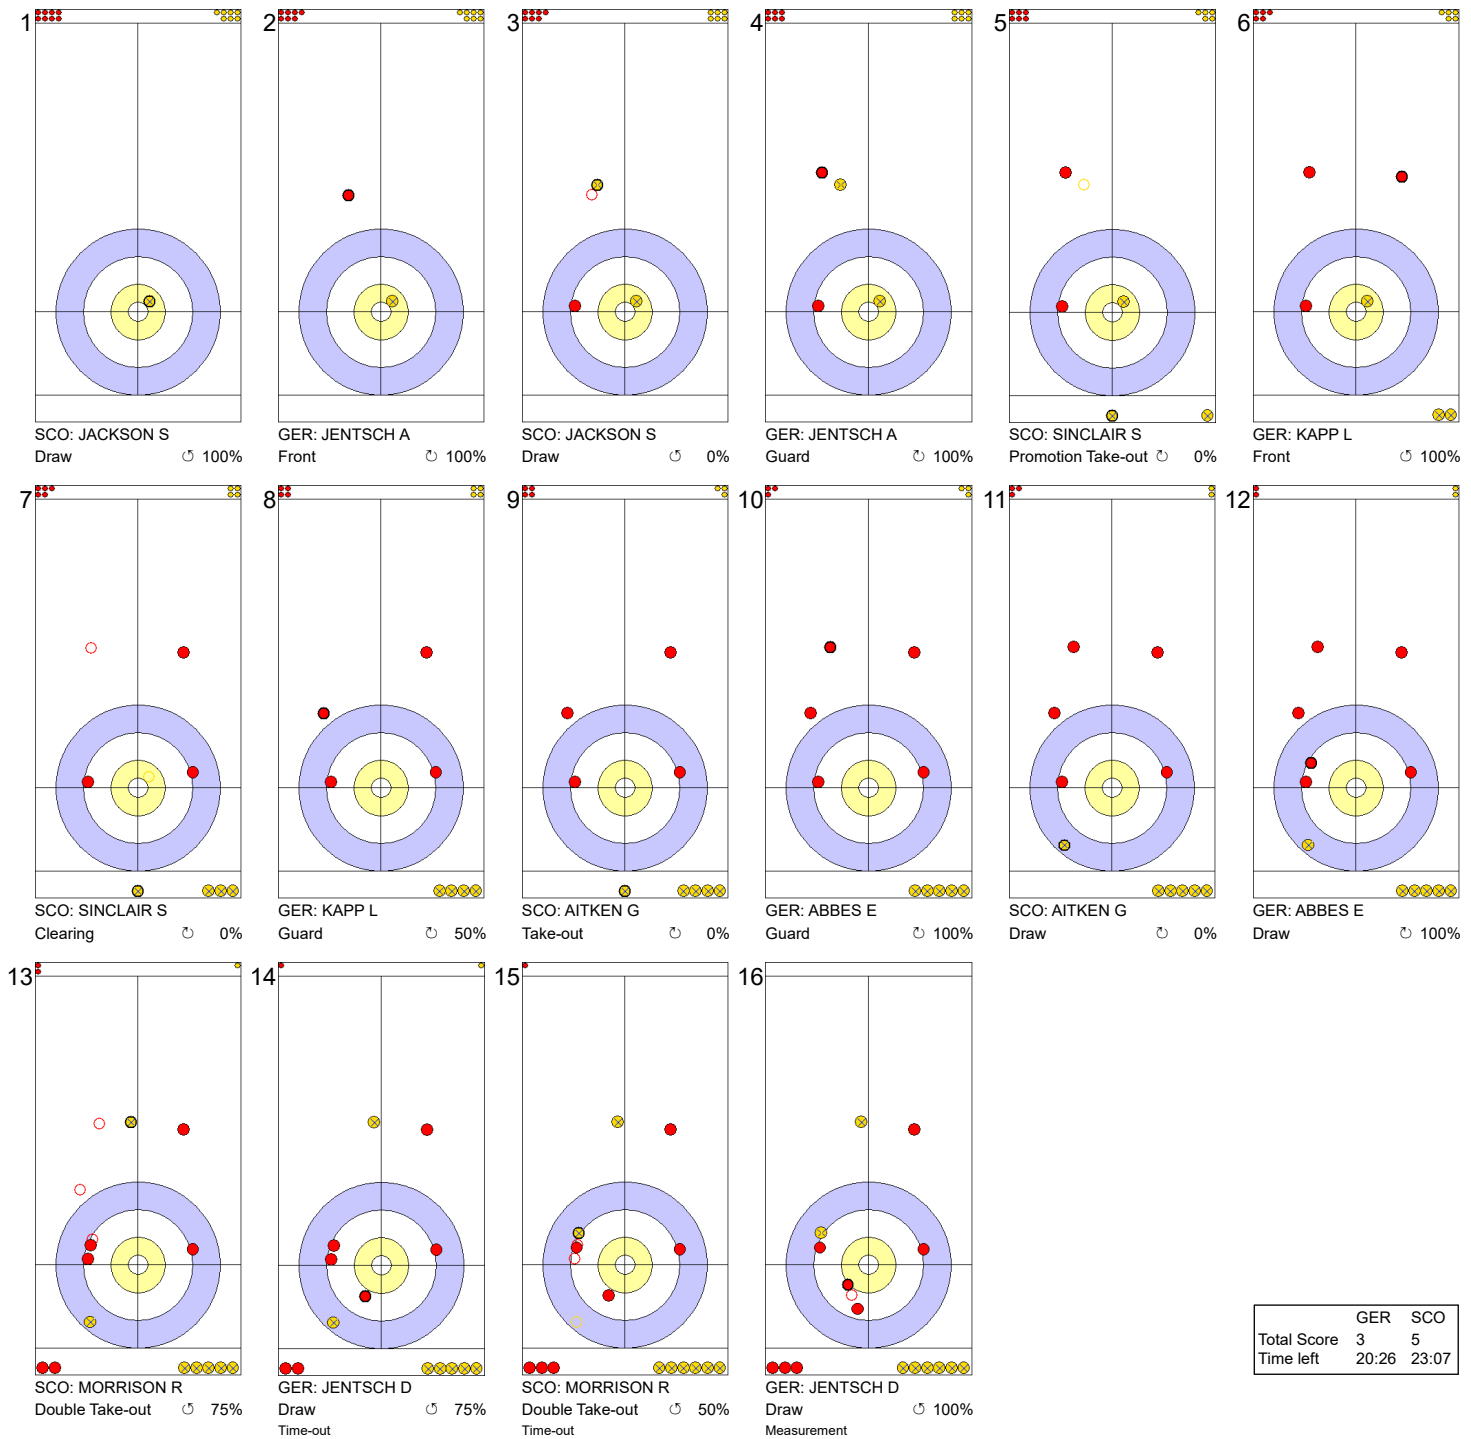 1
SCO: JACKSON S
Draw ↺ 100%
2
GER: JENTSCH A
Front ↻ 100%
3
SCO: JACKSON S
Draw ↺ 0%
4
GER: JENTSCH A
Guard ↻ 100%
5
SCO: SINCLAIR S
Promotion Take-out ↻ 0%
6
GER: KAPP L
Front ↺ 100%
7
SCO: SINCLAIR S
Clearing ↻ 0%
8
GER: KAPP L
Guard ↻ 50%
9
SCO: AITKEN G
Take-out ↻ 0%
10
GER: ABBES E
Guard ↻ 100%
11
SCO: AITKEN G
Draw ↻ 0%
12
GER: ABBES E
Draw ↻ 100%
13
SCO: MORRISON R
Double Take-out ↺ 75%
14
GER: JENTSCH D
Draw ↺ 75%
Time-out
15
SCO: MORRISON R
Double Take-out ↺ 50%
Time-out
16
GER: JENTSCH D
Draw ↺ 100%
Measurement
GER SCO
Total Score 3 5
Time left 20:26 23:07